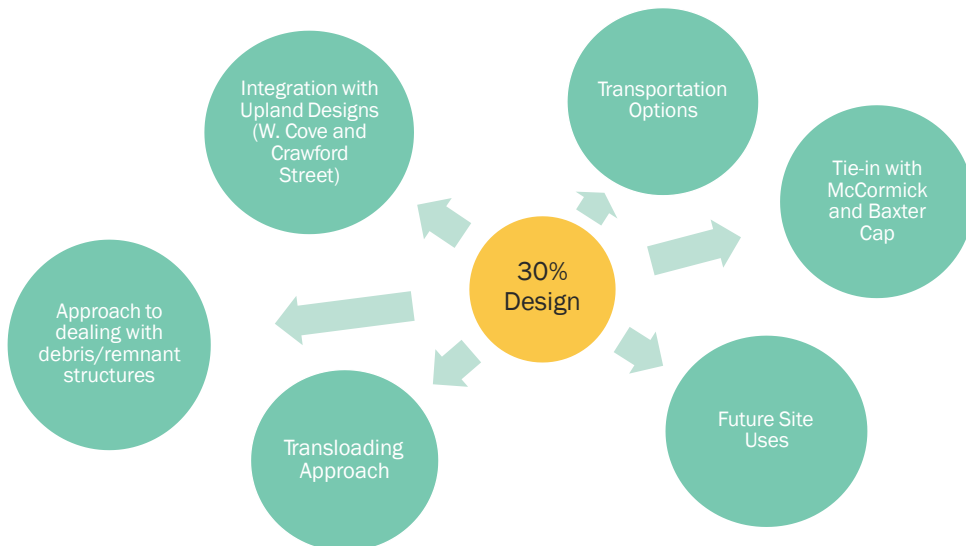 Integration with
Upland Designs
(W. Cove and
Crawford
Street)
Transportation
Options
Tie-in with
McCormick
and Baxter
Cap
30%
Design
Approach to
dealing with
debris/remnant
structures
Transloading
Approach
Future Site
Uses